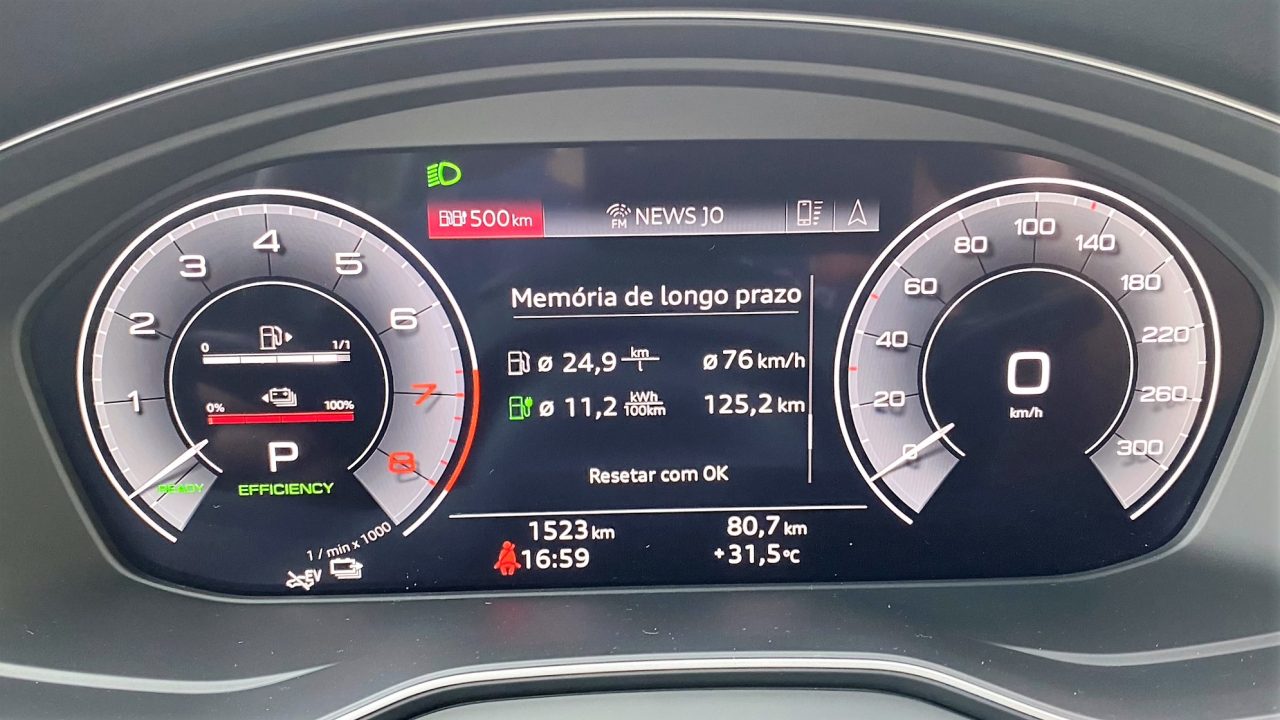 500 km
FM NEWS JO
Memória de longo prazo
ø 24,9 km/l ø 76 km/h
ø 11,2 kWh/100km 125,2 km
Resetar com OK
1523 km 80,7 km
16:59 +31,5 °C
1
2
3
4
5
6
7
8
0 1/1
0% 100%
P
READY EFFICIENCY
1 / min x 1000
EV
0
20
40
60
80
100
140
180
220
260
300
0
km/h